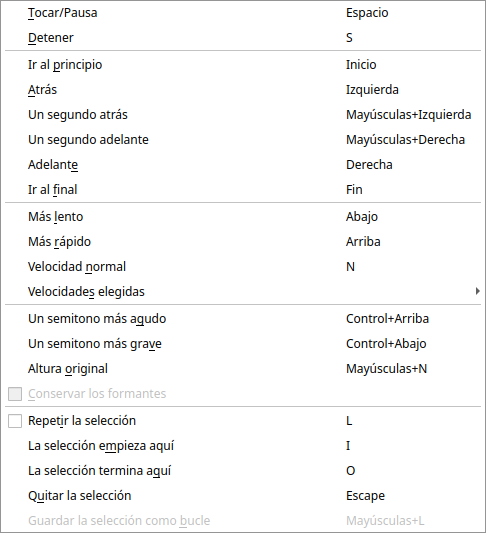 Tocar/Pausa Espacio
Detener S
Ir al principio Inicio
Atrás Izquierda
Un segundo atrás Mayúsculas+Izquierda
Un segundo adelante Mayúsculas+Derecha
Adelante Derecha
Ir al final Fin
Más lento Abajo
Más rápido Arriba
Velocidad normal N
Velocidades elegidas
Un semitono más agudo Control+Arriba
Un semitono más grave Control+Abajo
Altura original Mayúsculas+N
Conservar los formantes
Repetir la selección L
La selección empieza aquí I
La selección termina aquí O
Quitar la selección Escape
Guardar la selección como bucle Mayúsculas+L